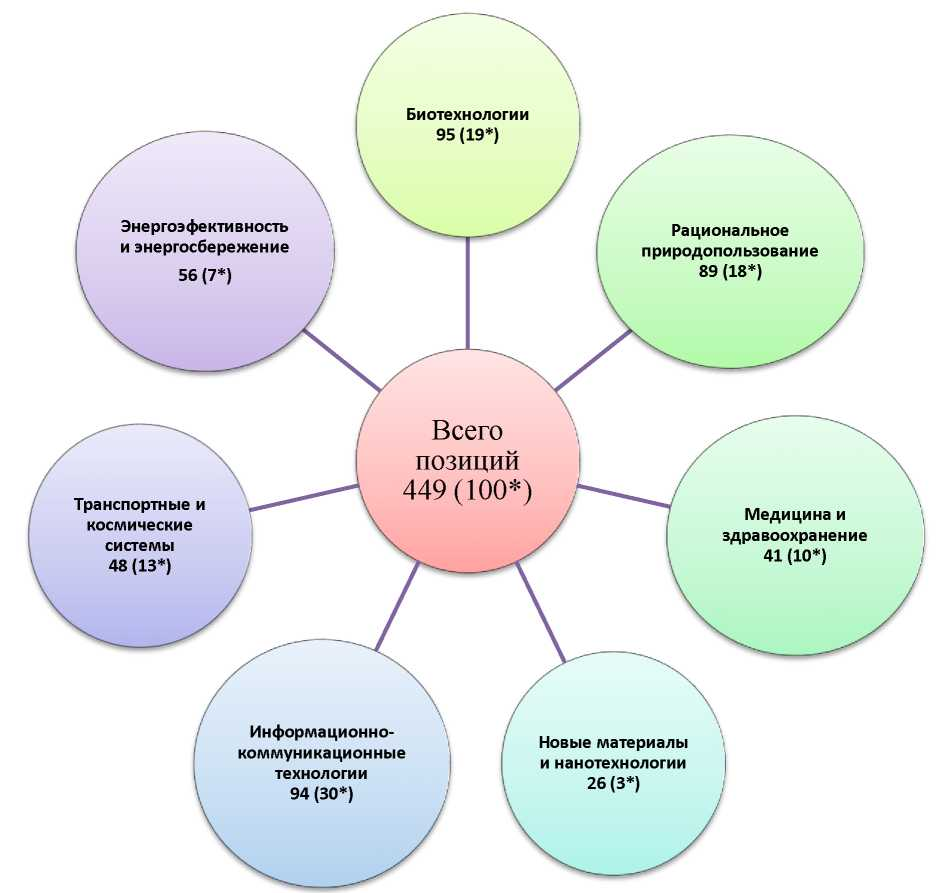 Биотехнологии
95 (19*)
Энергоэфективность
и энергосбережение
56 (7*)
Рациональное
природопользование
89 (18*)
Всего
позиций
449 (100*)
Транспортные и
космические
системы
48 (13*)
Медицина и
здравоохранение
41 (10*)
Информационно-
коммуникационные
технологии
94 (30*)
Новые материалы
и нанотехнологии
26 (3*)